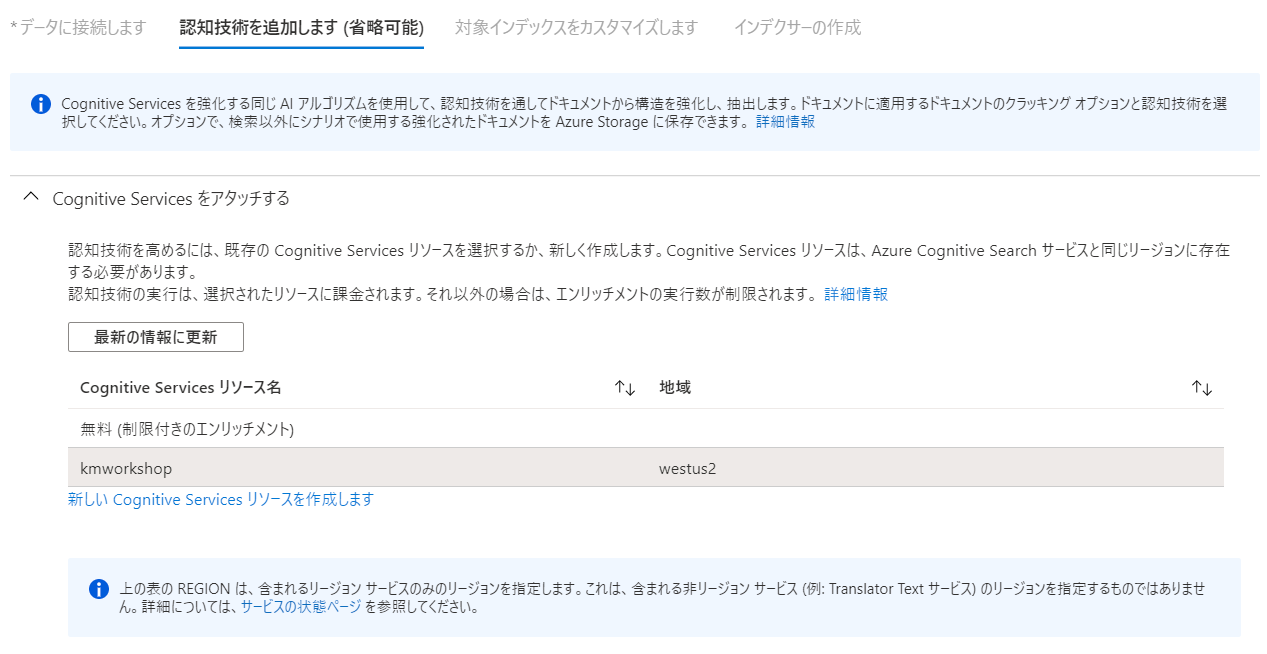 *データに接続します 認知技術を追加します (省略可能) 対象インデックスをカスタマイズします インデクサーの作成
Cognitive Services を強化する同じ AI アルゴリズムを使用して、認知技術を通してドキュメントから構造を強化し、抽出します。ドキュメントに適用するドキュメントのクラッキング オプションと認知技術を選
択してください。オプションで、検索以外にシナリオで使用する強化されたドキュメントを Azure Storage に保存できます。 詳細情報
Cognitive Services をアタッチする
認知技術を高めるには、既存の Cognitive Services リソースを選択するか、新しく作成します。Cognitive Services リソースは、Azure Cognitive Search サービスと同じリージョンに存在
する必要があります。
認知技術の実行は、選択されたリソースに課金されます。それ以外の場合は、エンリッチメントの実行数が制限されます。 詳細情報
最新の情報に更新
Cognitive Services リソース名 ↑↓ 地域 ↑↓
無料 (制限付きのエンリッチメント)
kmworkshop westus2
新しい Cognitive Services リソースを作成します
上の表の REGION は、含まれるリージョン サービスのみのリージョンを指定します。これは、含まれる非リージョン サービス (例: Translator Text サービス) のリージョンを指定するものではありませ
ん。詳細については、サービスの状態ページ を参照してください。